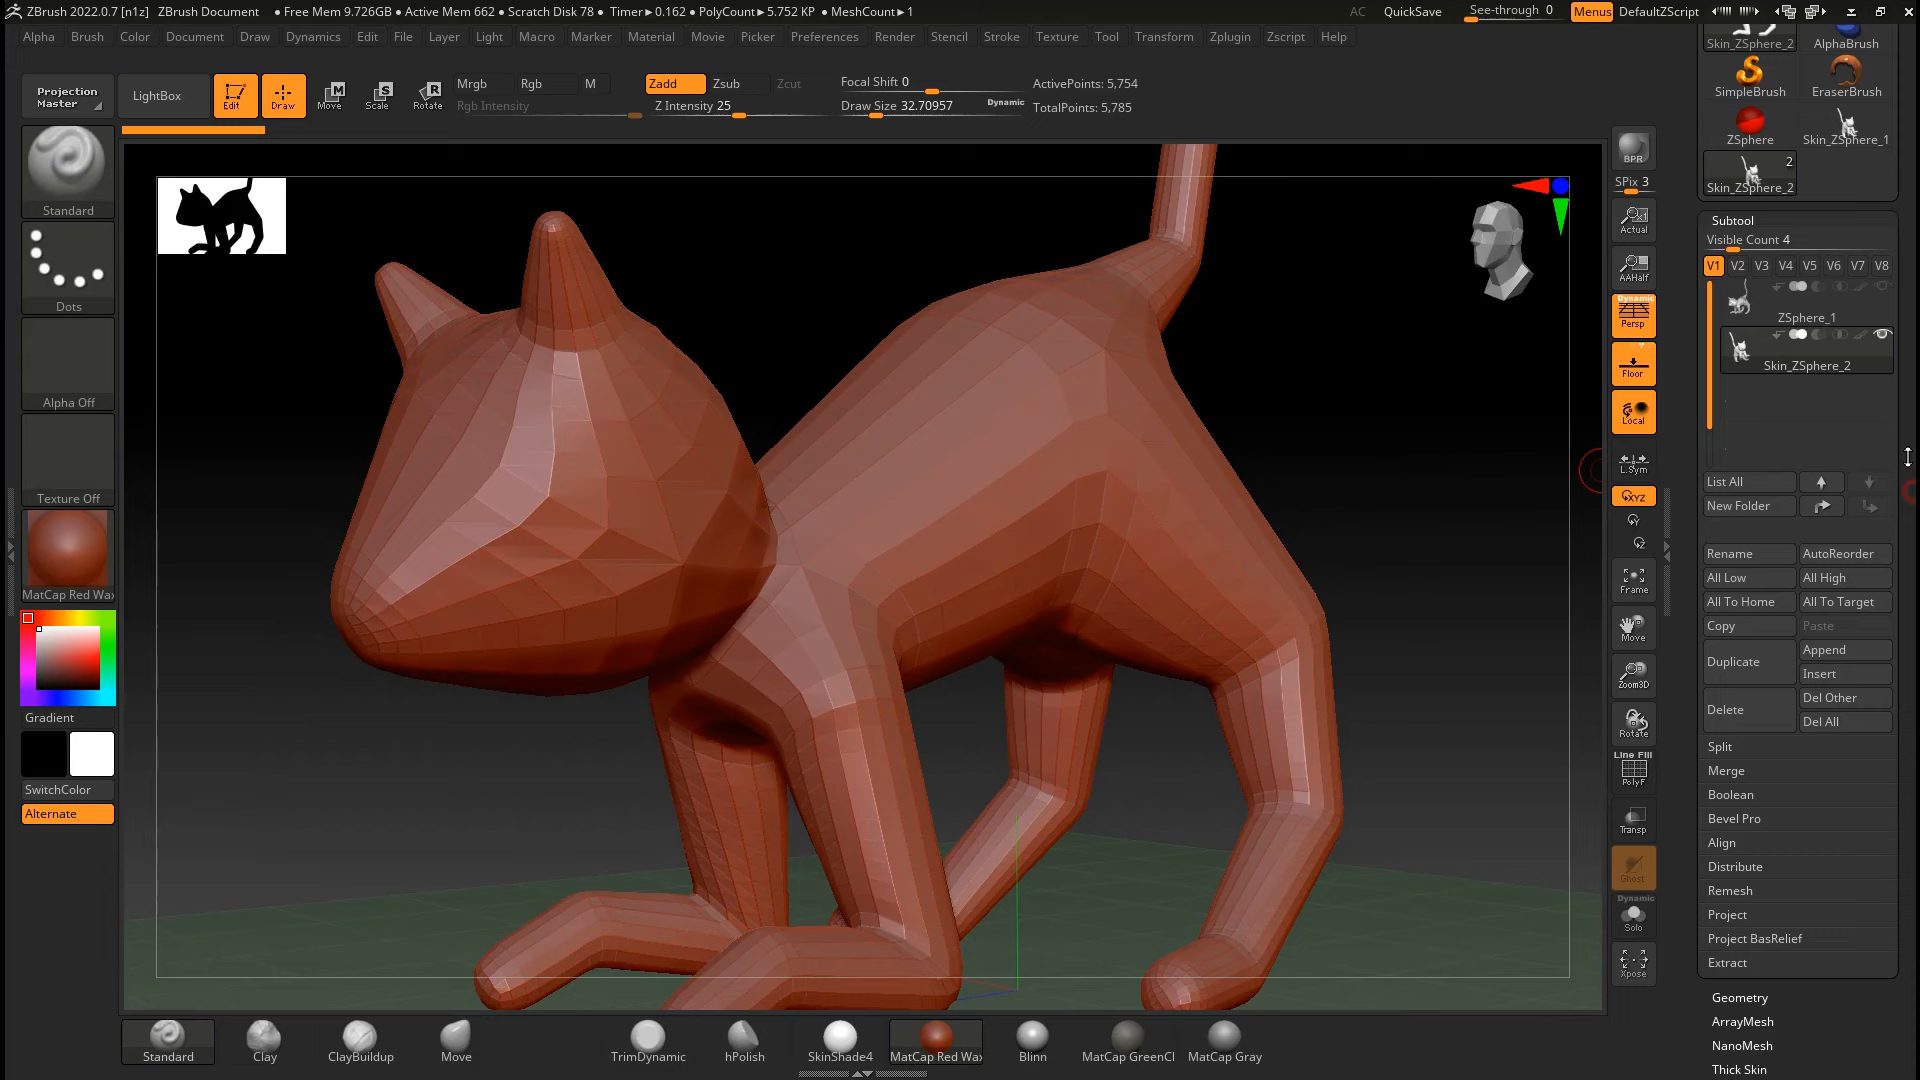 ZBrush 2022.0.7 [n1z] ZBrush Document ● Free Mem 9.726GB ● Active Mem 662 ● Scratch Disk 78 ● Timer►0.162 ● PolyCount►5.752 KP ● MeshCount►1 AC QuickSave See-through 0 Menus DefaultZScript
Alpha Brush Color Document Draw Dynamics Edit File Layer Light Macro Marker Material Movie Picker Preferences Render Stencil Stroke Texture Tool Transform Zplugin Zscript Help
Projection Master
LightBox
Edit
Draw
Move
Scale
Rotate
Mrgb Rgb M
Rgb Intensity
Zadd Zsub Zcut
Z Intensity 25
Focal Shift 0
Draw Size 32.70957
Dynamic
ActivePoints: 5,754
TotalPoints: 5,785
Standard
Dots
Alpha Off
Texture Off
MatCap Red Wax
Gradient
SwitchColor
Alternate
BPR
SPix 3
Actual
AAHalf
Dynamic
Persp
Floor
Local
L.Sym
XYZ
Y
Z
Frame
Move
Zoom3D
Rotate
Line Fill
PolyF
Transp
Ghost
Dynamic
Solo
Xpose
Skin_ZSphere_2 AlphaBrush
SimpleBrush EraserBrush
ZSphere Skin_ZSphere_1
2
Skin_ZSphere_2
Subtool
Visible Count 4
V1 V2 V3 V4 V5 V6 V7 V8
ZSphere_1
Skin_ZSphere_2
List All
New Folder
Rename AutoReorder
All Low All High
All To Home All To Target
Copy Paste
Duplicate Append
Insert
Delete Del Other
Del All
Split
Merge
Boolean
Bevel Pro
Align
Distribute
Remesh
Project
Project BasRelief
Extract
Geometry
ArrayMesh
NanoMesh
Thick Skin
Standard Clay ClayBuildup Move TrimDynamic hPolish SkinShade4 MatCap Red Wax Blinn MatCap GreenCl MatCap Gray